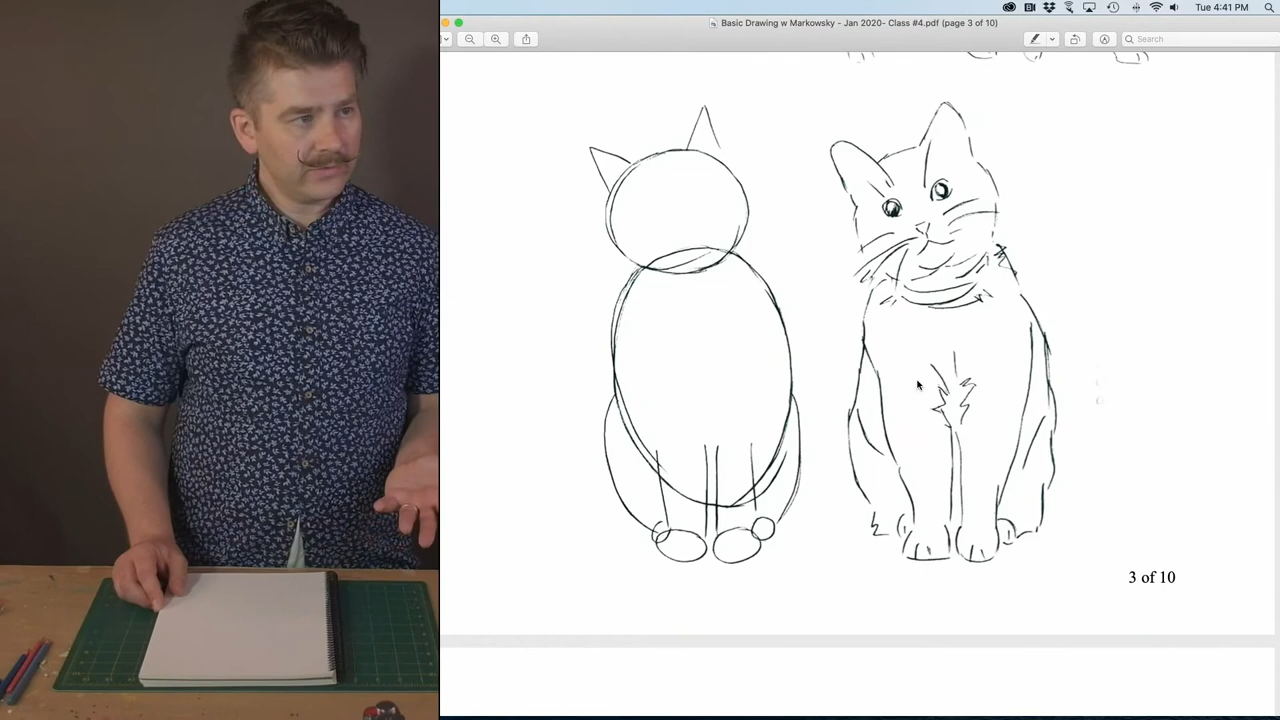 Tue 4:41 PM
Basic Drawing w Markowsky - Jan 2020- Class #4.pdf (page 3 of 10)
Search
3 of 10